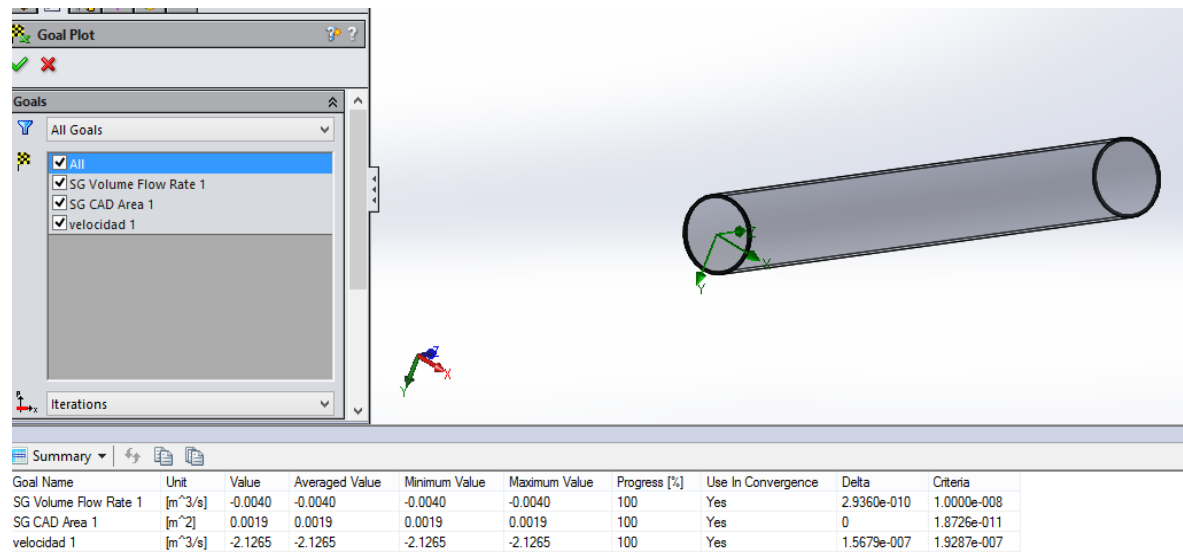 Goal Plot
?
Goals
All Goals
All
SG Volume Flow Rate 1
SG CAD Area 1
velocidad 1
Iterations
Z
X
Y
Z
X
Y
Summary
Goal Name Unit Value Averaged Value Minimum Value Maximum Value Progress [%] Use In Convergence Delta Criteria
SG Volume Flow Rate 1 [m^3/s] -0.0040 -0.0040 -0.0040 -0.0040 100 Yes 2.9360e-010 1.0000e-008
SG CAD Area 1 [m^2] 0.0019 0.0019 0.0019 0.0019 100 Yes 0 1.8726e-011
velocidad 1 [m^3/s] -2.1265 -2.1265 -2.1265 -2.1265 100 Yes 1.5679e-007 1.9287e-007